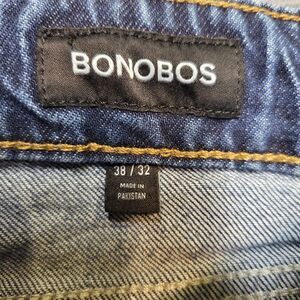 BONOBOS
38 / 32
MADE IN
PAKISTAN